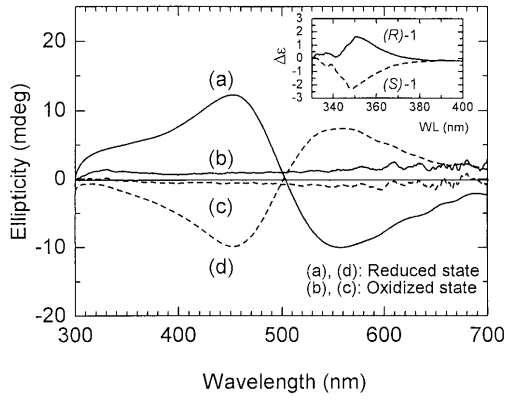 20
10
0
-10
-20
Ellipticity (mdeg)
300
400
500
600
700
Wavelength (nm)
(a)
(b)
(c)
(d)
(a), (d): Reduced state
(b), (c): Oxidized state
3
2
1
0
-1
-2
-3
Δε
(R)-1
(S)-1
340
360
380
400
WL (nm)